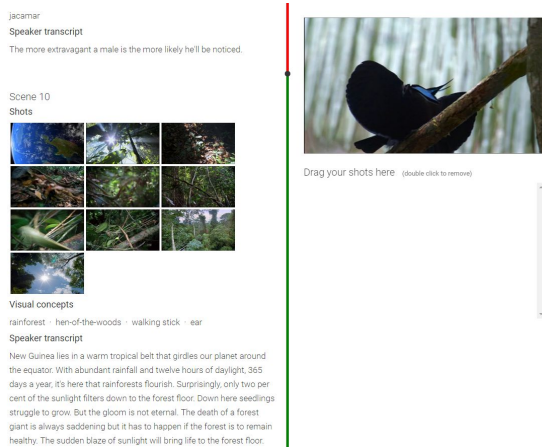 jacamar
Speaker transcript
The more extravagant a male is the more likely he'll be noticed.
Scene 10
Shots
Visual concepts
rainforest · hen-of-the-woods · walking stick · ear
Speaker transcript
New Guinea lies in a warm tropical belt that girdles our planet around
the equator. With abundant rainfall and twelve hours of daylight, 365
days a year, it's here that rainforests flourish. Surprisingly, only two per
cent of the sunlight filters down to the forest floor. Down here seedlings
struggle to grow. But the gloom is not eternal. The death of a forest
giant is always saddening but it has to happen if the forest is to remain
healthy. The sudden blaze of sunlight will bring life to the forest floor.
Drag your shots here (double click to remove)